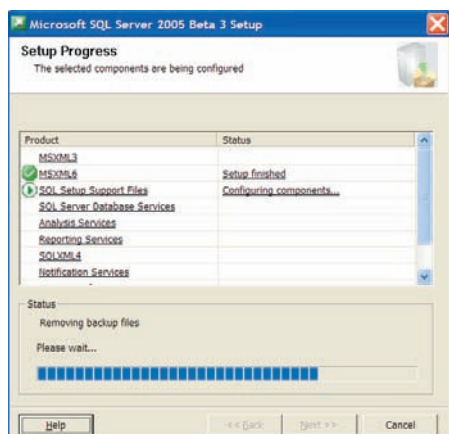 Microsoft SQL Server 2005 Beta 3 Setup
Setup Progress
The selected components are being configured
Product Status
MSXML3
MSXML6 Setup finished
SQL Setup Support Files Configuring components...
SQL Server Database Services
Analysis Services
Reporting Services
SQLXML4
Notification Services
Status
Removing backup files
Please wait...
Help << Back Next >> Cancel